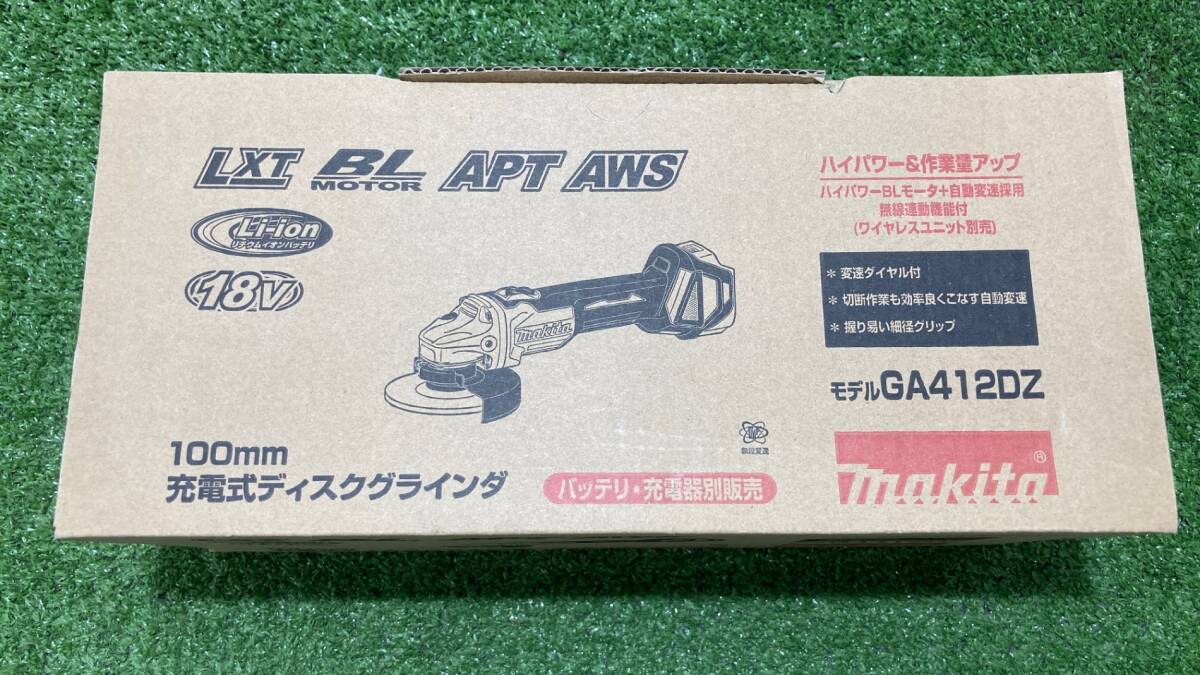 LXT BL MOTOR APT AWS
Li-ion
リチウムイオンバッテリ
18V
makita
100mm
充電式ディスクグラインダ
バッテリ・充電器別販売
無段変速
ハイパワー&作業量アップ
ハイパワーBLモータ+自動変速採用
無線連動機能付
(ワイヤレスユニット別売)
* 変速ダイヤル付
* 切断作業も効率良くこなす自動変速
* 握り易い細径グリップ
モデルGA412DZ
makita®